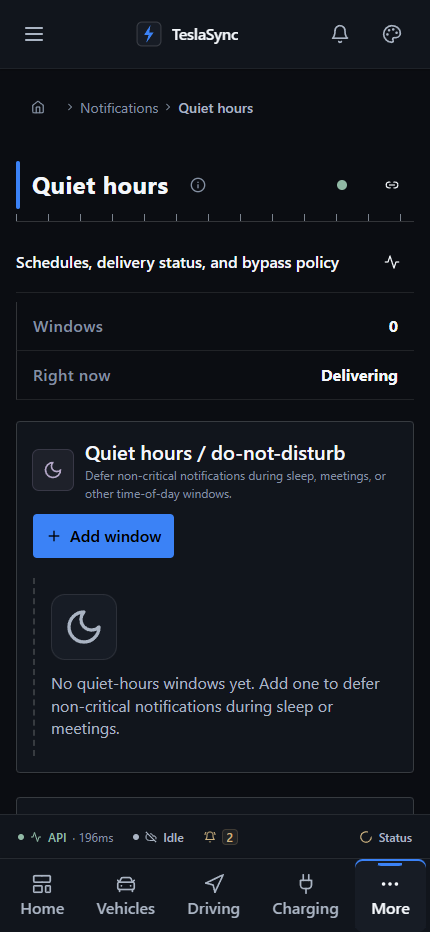 TeslaSync
Notifications
Quiet hours
Quiet hours
Schedules, delivery status, and bypass policy
Windows
0
Right now
Delivering
Quiet hours / do-not-disturb
Defer non-critical notifications during sleep, meetings, or
other time-of-day windows.
Add window
No quiet-hours windows yet. Add one to defer
non-critical notifications during sleep or
meetings.
API · 196ms
Idle
2
Status
Home
Vehicles
Driving
Charging
More